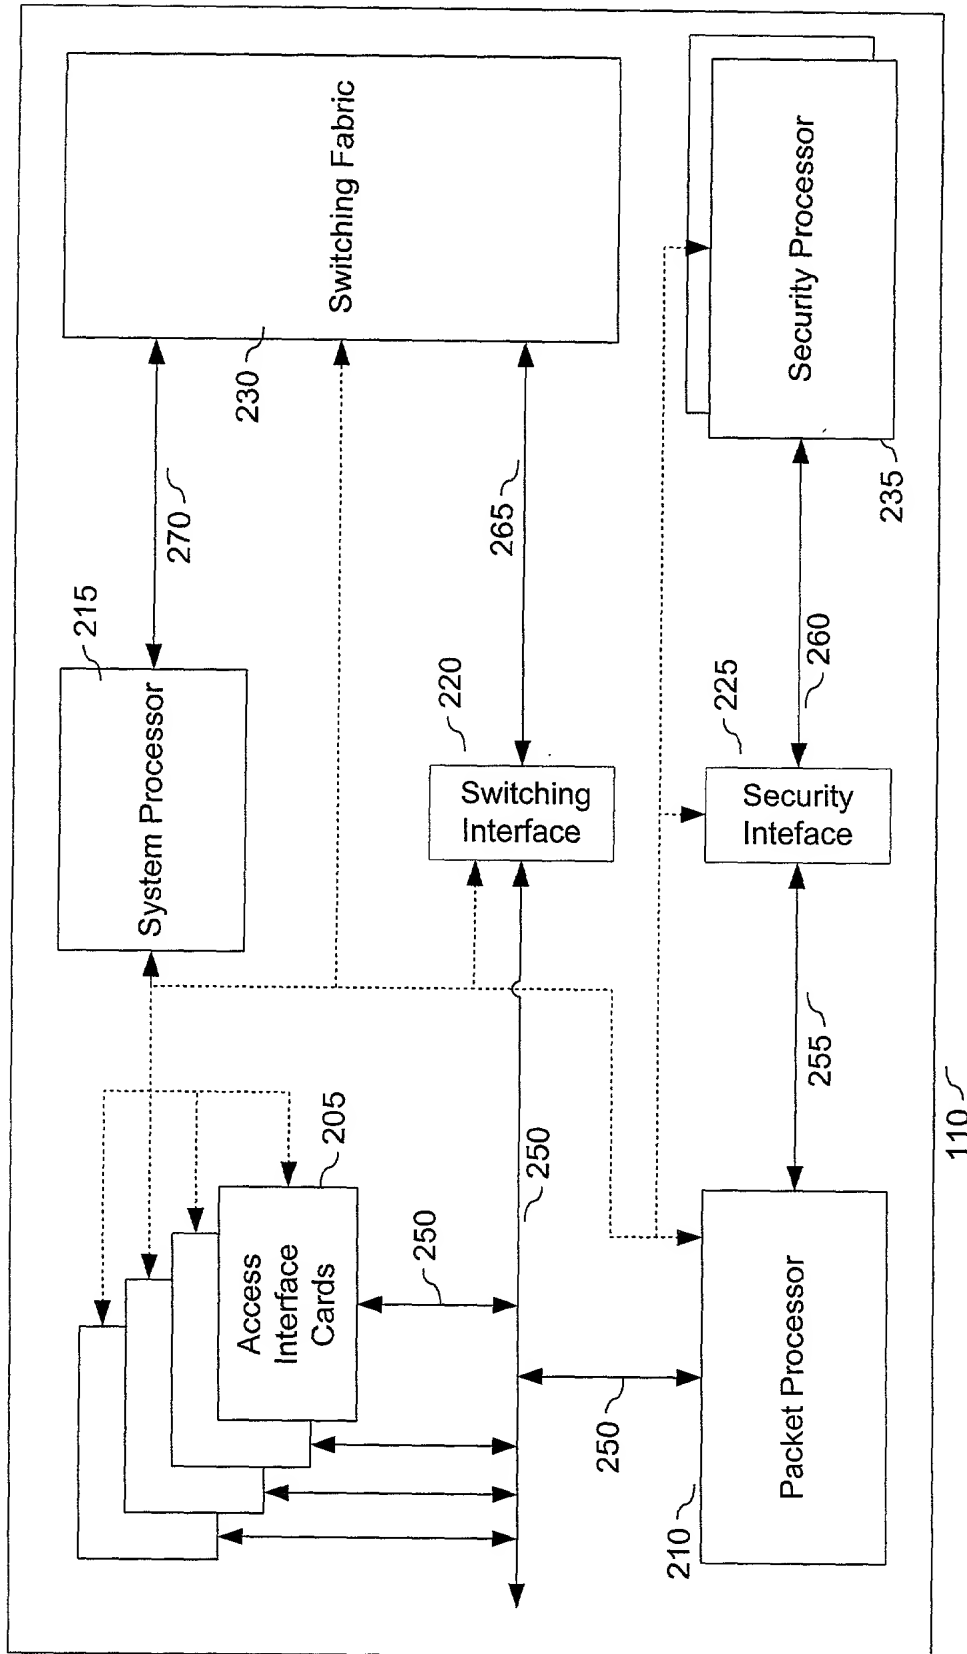 Access
Interface
Cards
205
System Processor
215
270
230
Switching Fabric
250
250
Switching
Interface
220
265
250
210
Packet Processor
255
Security
Inteface
225
260
Security Processor
235
110